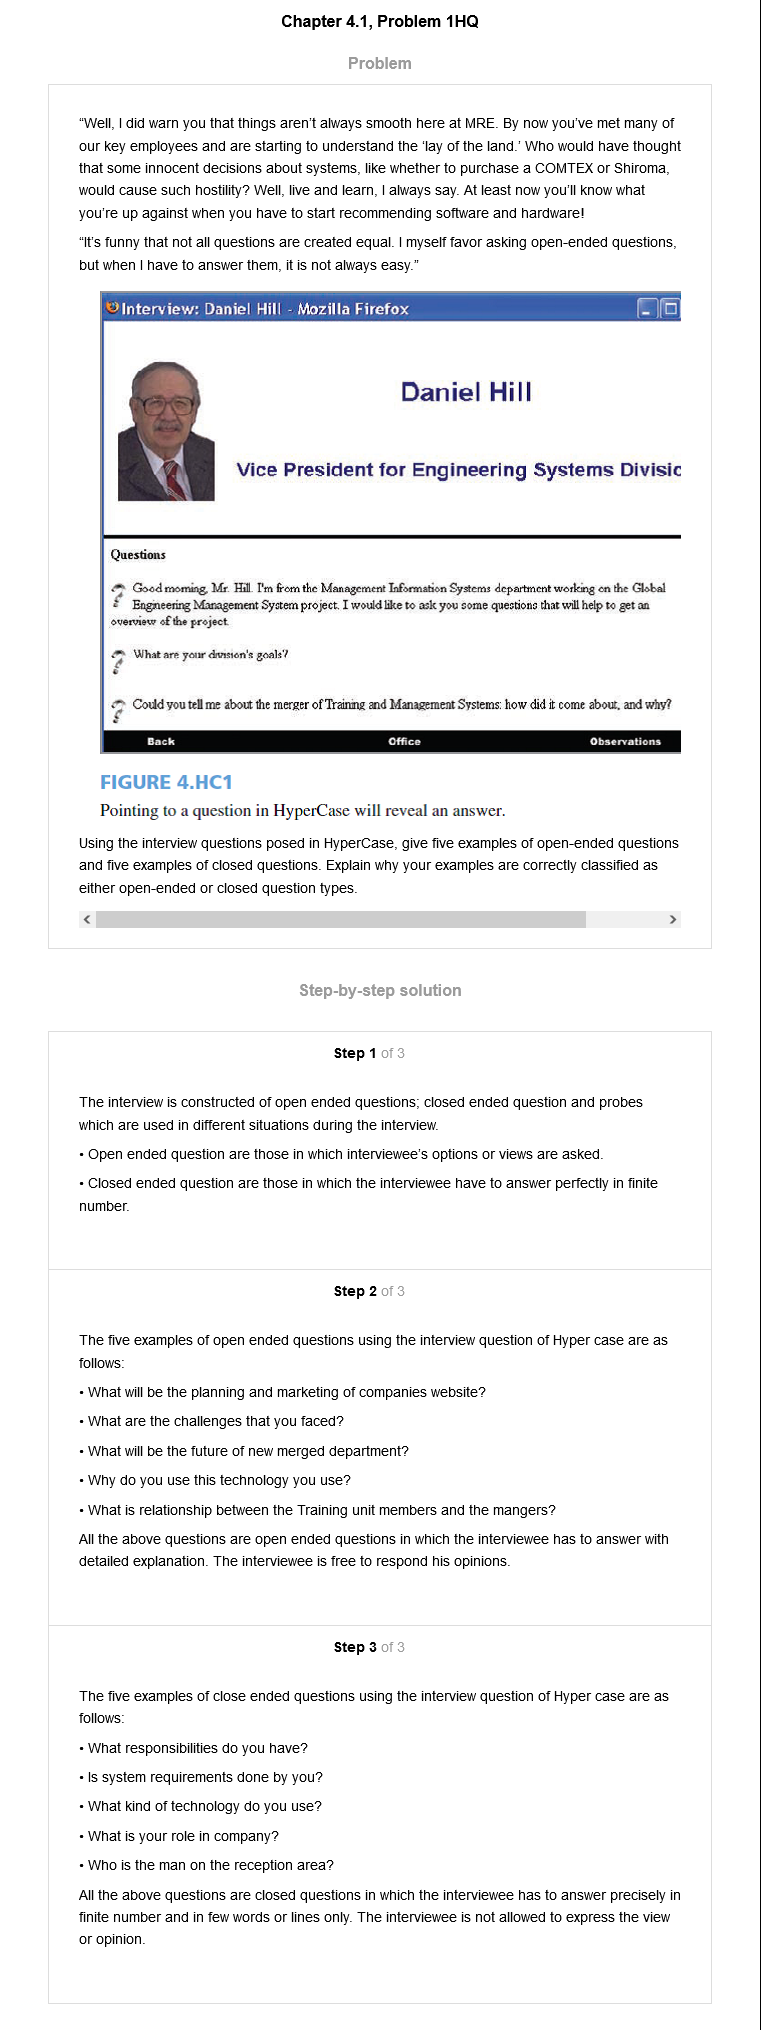 Chapter 4.1, Problem 1HQ
Problem
“Well, I did warn you that things aren’t always smooth here at MRE. By now you’ve met many of
our key employees and are starting to understand the ‘lay of the land.’ Who would have thought
that some innocent decisions about systems, like whether to purchase a COMTEX or Shiroma,
would cause such hostility? Well, live and learn, I always say. At least now you’ll know what
you’re up against when you have to start recommending software and hardware!
“It’s funny that not all questions are created equal. I myself favor asking open-ended questions,
but when I have to answer them, it is not always easy.”
Interview: Daniel Hill - Mozilla Firefox
Daniel Hill
Vice President for Engineering Systems Divisic
Questions
Good morning, Mr. Hill. I'm from the Management Information Systems department working on the Global
Engineering Management System project. I would like to ask you some questions that will help to get an
overview of the project.
What are your division's goals?
Could you tell me about the merger of Training and Management Systems: how did it come about, and why?
Back Office Observations
FIGURE 4.HC1
Pointing to a question in HyperCase will reveal an answer.
Using the interview questions posed in HyperCase, give five examples of open-ended questions
and five examples of closed questions. Explain why your examples are correctly classified as
either open-ended or closed question types.
Step-by-step solution
Step 1 of 3
The interview is constructed of open ended questions; closed ended question and probes
which are used in different situations during the interview.
• Open ended question are those in which interviewee’s options or views are asked.
• Closed ended question are those in which the interviewee have to answer perfectly in finite
number.
Step 2 of 3
The five examples of open ended questions using the interview question of Hyper case are as
follows:
• What will be the planning and marketing of companies website?
• What are the challenges that you faced?
• What will be the future of new merged department?
• Why do you use this technology you use?
• What is relationship between the Training unit members and the mangers?
All the above questions are open ended questions in which the interviewee has to answer with
detailed explanation. The interviewee is free to respond his opinions.
Step 3 of 3
The five examples of close ended questions using the interview question of Hyper case are as
follows:
• What responsibilities do you have?
• Is system requirements done by you?
• What kind of technology do you use?
• What is your role in company?
• Who is the man on the reception area?
All the above questions are closed questions in which the interviewee has to answer precisely in
finite number and in few words or lines only. The interviewee is not allowed to express the view
or opinion.